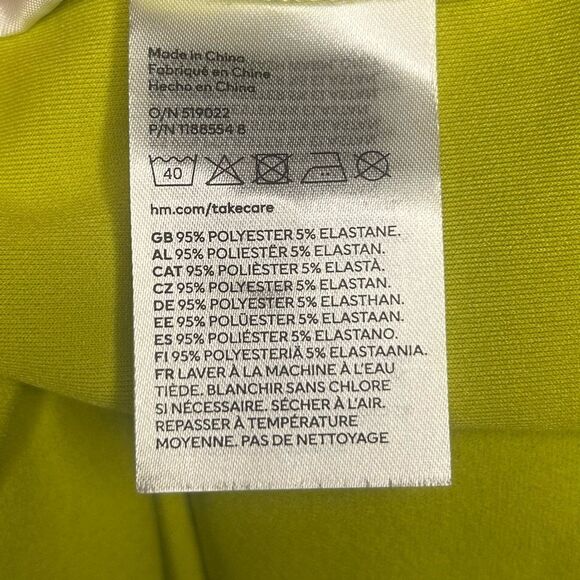 Made in China
Fabriqué en Chine
Hecho en China
O/N 519022
P/N 1188554 8
40
hm.com/takecare
GB 95% POLYESTER 5% ELASTANE.
AL 95% POLIESTËR 5% ELASTAN.
CAT 95% POLIÈSTER 5% ELASTÀ.
CZ 95% POLYESTER 5% ELASTAN.
DE 95% POLYESTER 5% ELASTHAN.
EE 95% POLÜESTER 5% ELASTAAN.
ES 95% POLIÉSTER 5% ELASTANO.
FI 95% POLYESTERIÄ 5% ELASTAANIA.
FR LAVER À LA MACHINE À L'EAU
TIÈDE. BLANCHIR SANS CHLORE
SI NÉCESSAIRE. SÉCHER À L'AIR.
REPASSER À TEMPÉRATURE
MOYENNE. PAS DE NETTOYAGE